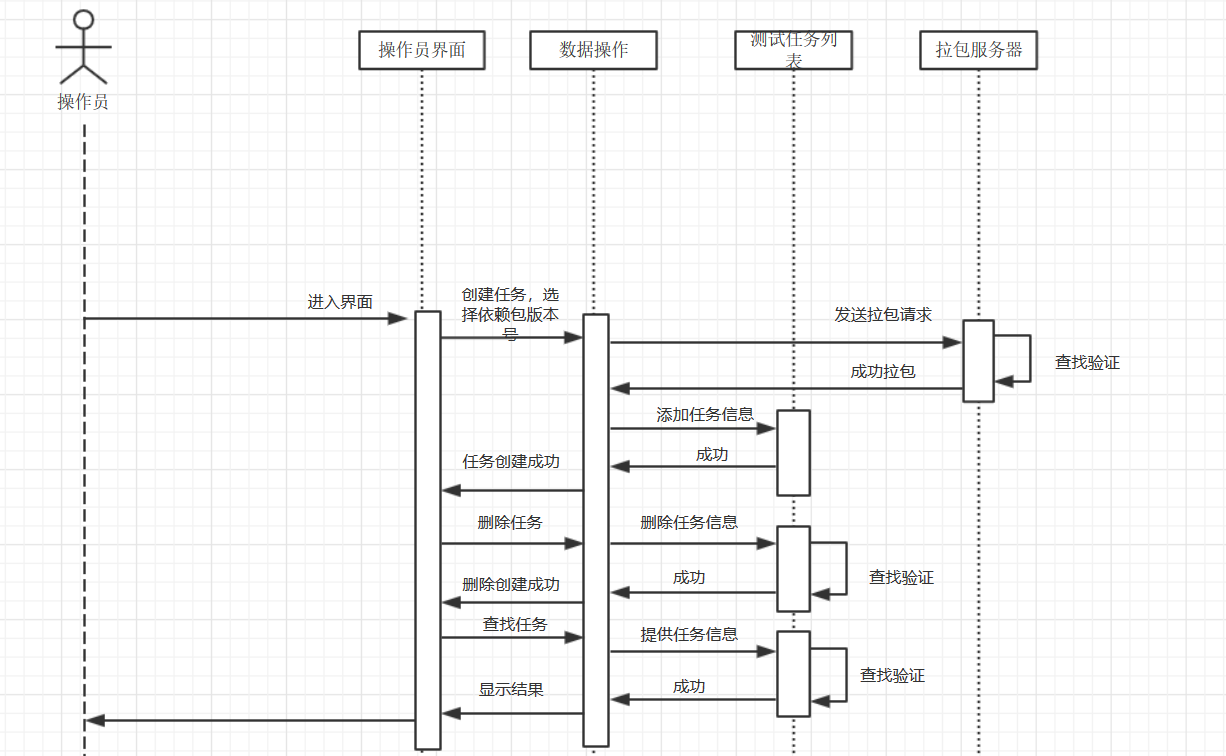 操作员
操作员界面
数据操作
测试任务列
表
拉包服务器
进入界面
创建任务，选
择依赖包版本
号
发送拉包请求
查找验证
成功拉包
添加任务信息
成功
任务创建成功
删除任务
删除任务信息
查找验证
成功
删除创建成功
查找任务
提供任务信息
查找验证
成功
显示结果